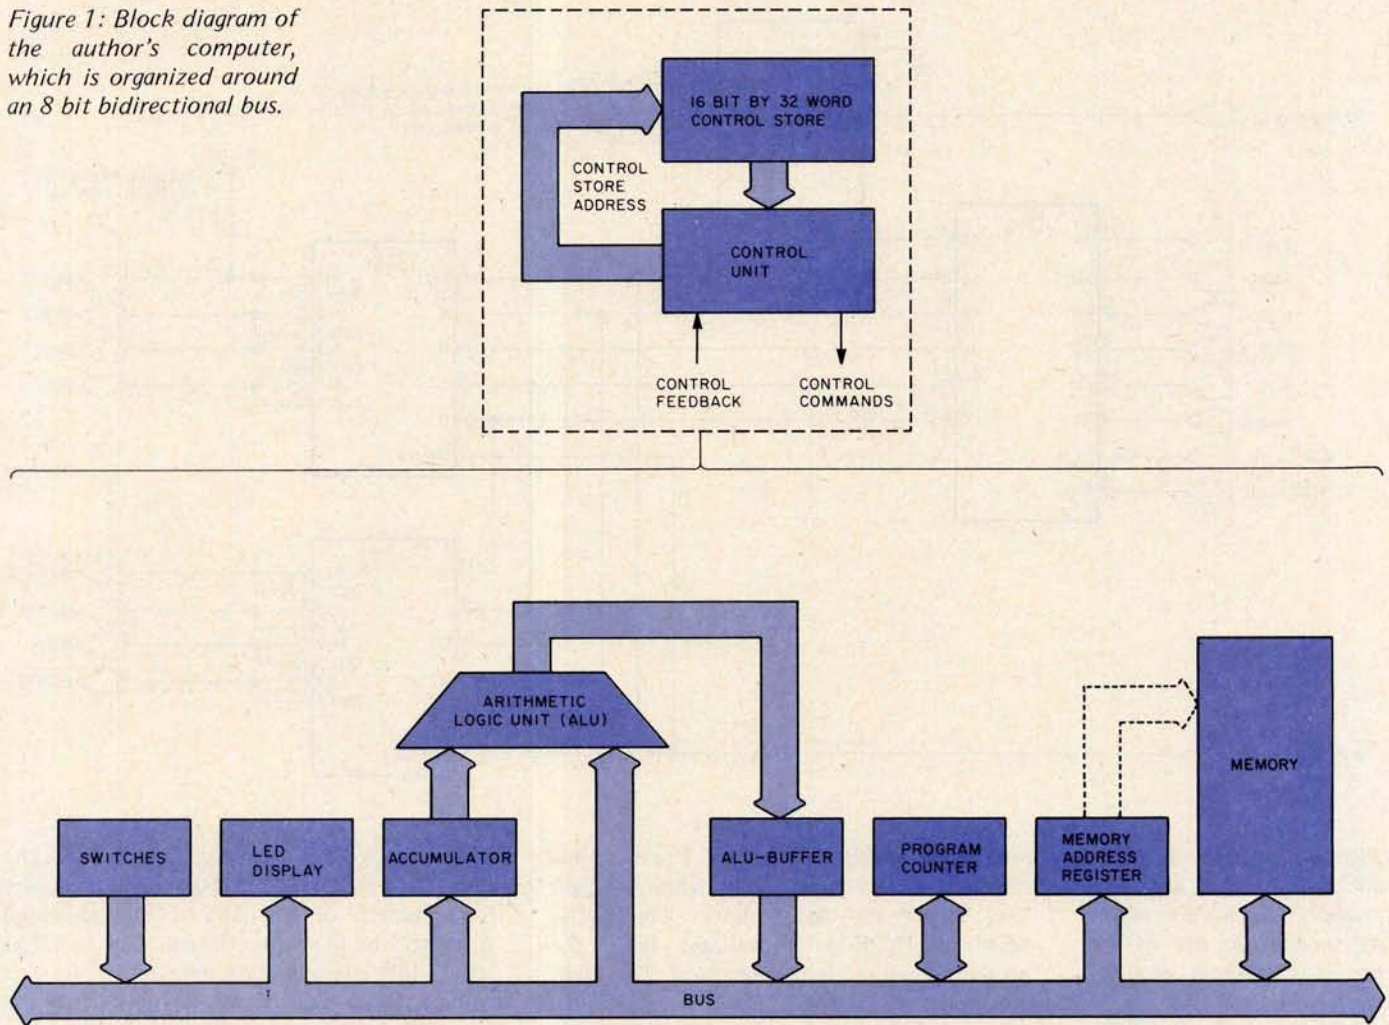 Figure 1: Block diagram of
the author's computer,
which is organized around
an 8 bit bidirectional bus.
16 BIT BY 32 WORD
CONTROL STORE
CONTROL
STORE
ADDRESS
CONTROL
UNIT
CONTROL
FEEDBACK
CONTROL
COMMANDS
ARITHMETIC
LOGIC UNIT (ALU)
MEMORY
SWITCHES
LED
DISPLAY
ACCUMULATOR
ALU-BUFFER
PROGRAM
COUNTER
MEMORY
ADDRESS
REGISTER
BUS